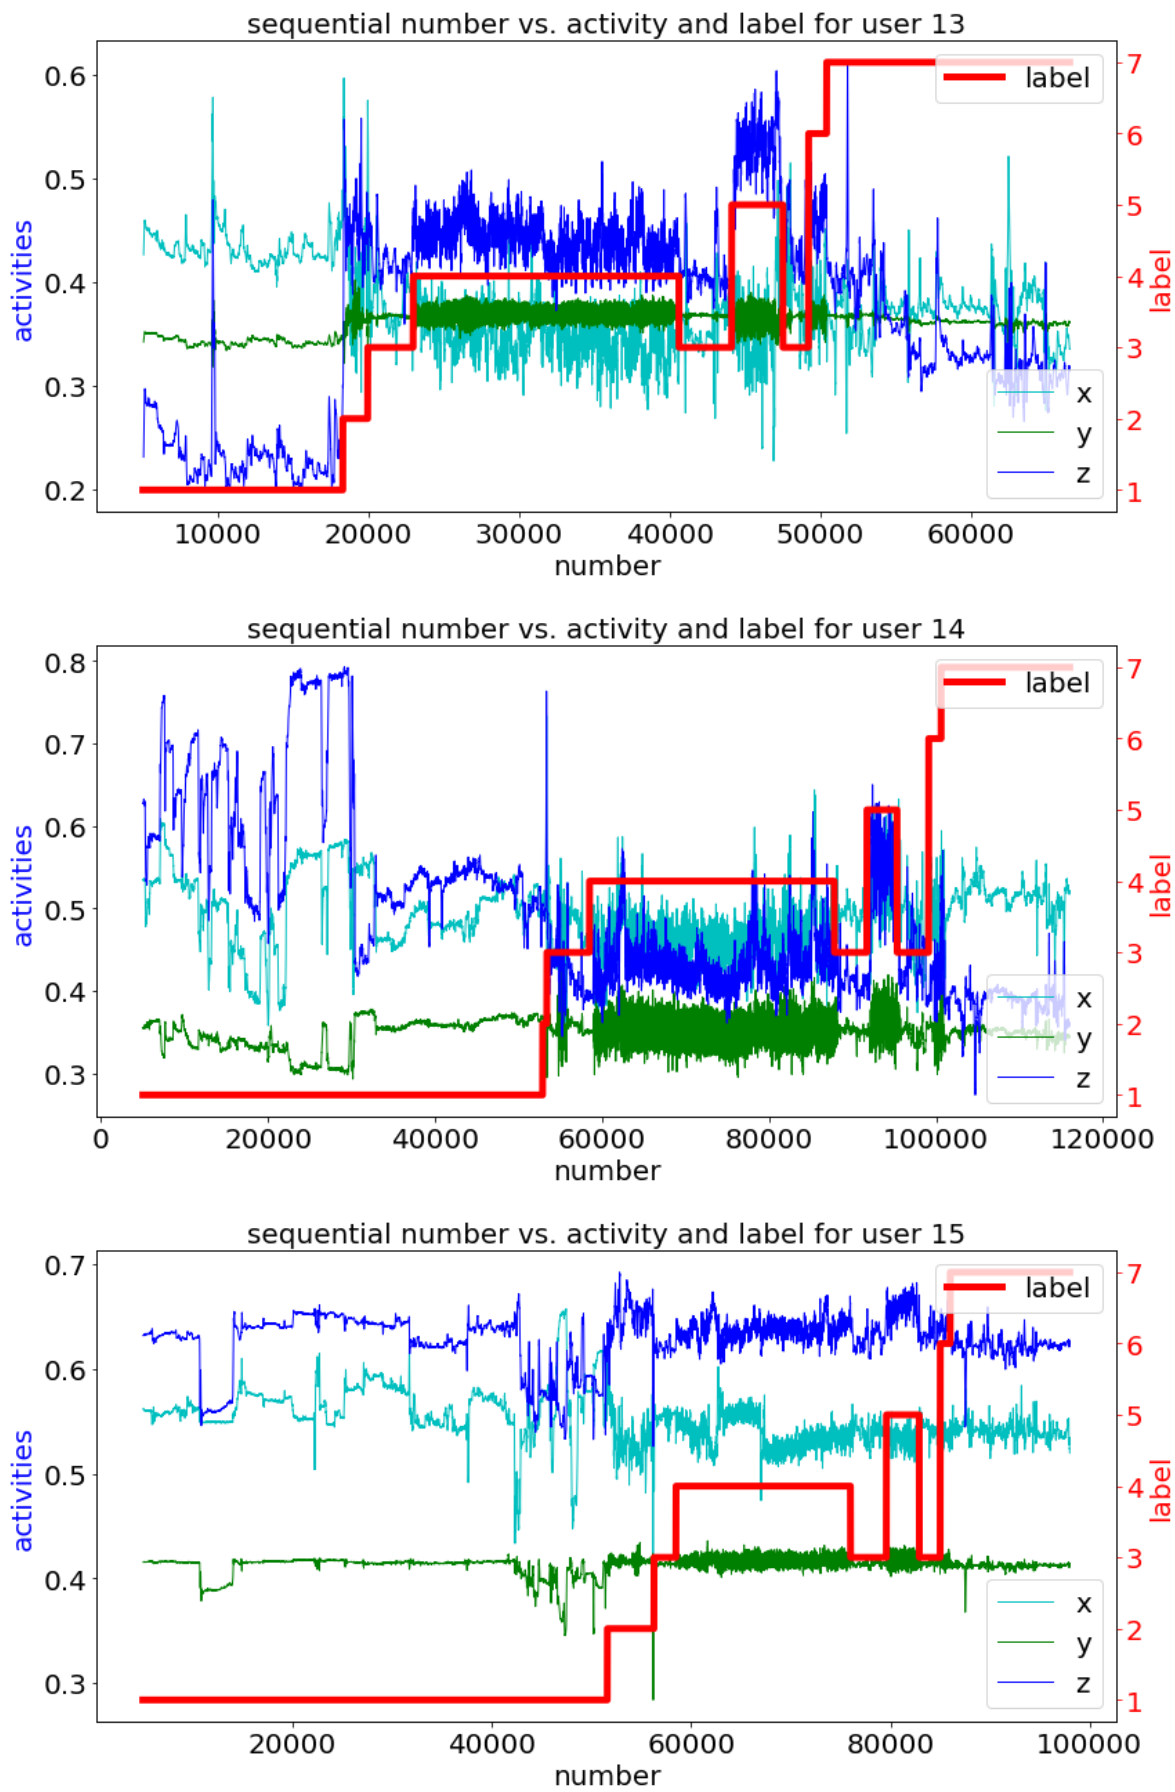 sequential number vs. activity and label for user 13
activities
0.6
0.5
0.4
0.3
0.2
label
7
6
5
4
3
2
1
label
x
y
z
10000 20000 30000 40000 50000 60000
number
sequential number vs. activity and label for user 14
activities
0.8
0.7
0.6
0.5
0.4
0.3
label
7
6
5
4
3
2
1
label
x
y
z
0 20000 40000 60000 80000 100000 120000
number
sequential number vs. activity and label for user 15
activities
0.7
0.6
0.5
0.4
0.3
label
7
6
5
4
3
2
1
label
x
y
z
20000 40000 60000 80000 100000
number